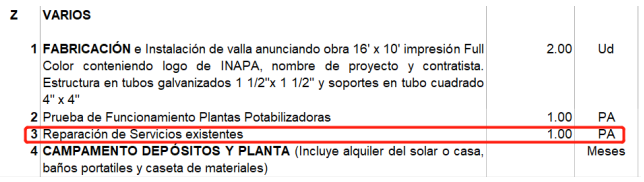 Z VARIOS
1 FABRICACIÓN e Instalación de valla anunciando obra 16' x 10' impresión Full 2.00 Ud
Color conteniendo logo de INAPA, nombre de proyecto y contratista.
Estructura en tubos galvanizados 1 1/2"x 1 1/2" y soportes en tubo cuadrado
4" x 4"
2 Prueba de Funcionamiento Plantas Potabilizadoras 1.00 PA
3 Reparación de Servicios existentes 1.00 PA
4 CAMPAMENTO DEPÓSITOS Y PLANTA (Incluye alquiler del solar o casa, Meses
baños portatiles y caseta de materiales)